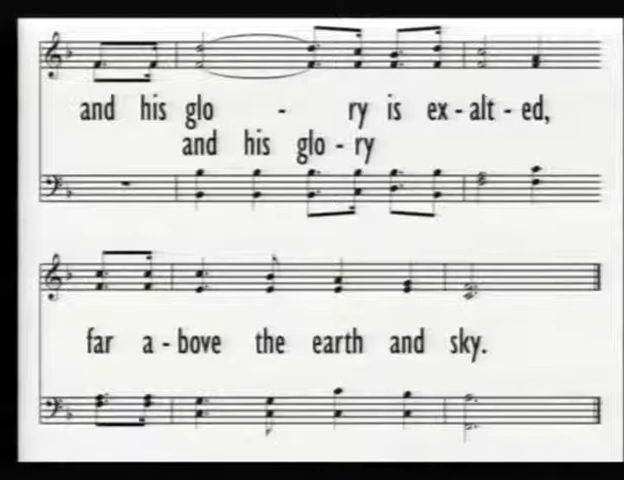 and his glo - ry is ex - alt - ed,
and his glo - ry
far a - bove the earth and sky.